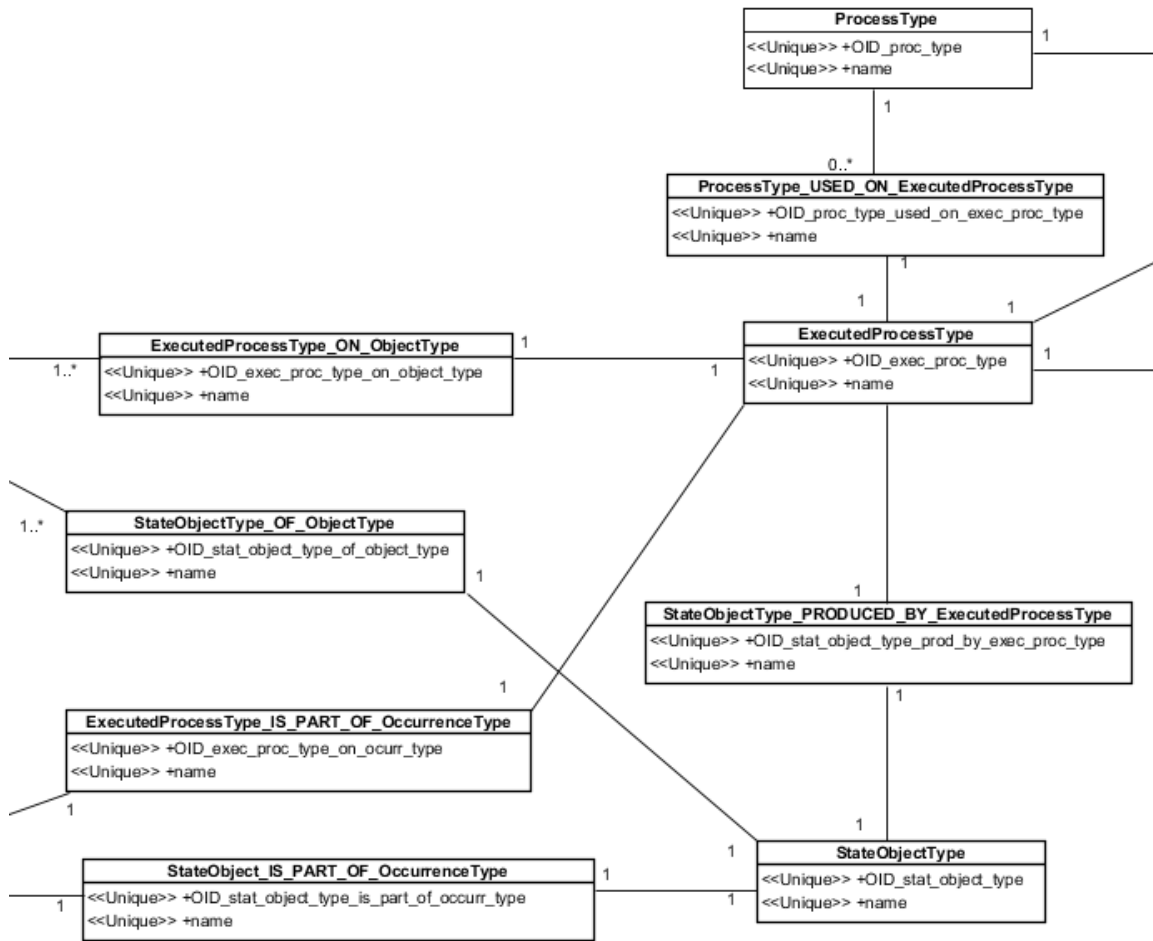 ProcessType
<<Unique>> +OID_proc_type
<<Unique>> +name
1
1
0..*
ProcessType_USED_ON_ExecutedProcessType
<<Unique>> +OID_proc_type_used_on_exec_proc_type
<<Unique>> +name
1
1
1
ExecutedProcessType
<<Unique>> +OID_exec_proc_type
<<Unique>> +name
1
1
ExecutedProcessType_ON_ObjectType
<<Unique>> +OID_exec_proc_type_on_object_type
<<Unique>> +name
1
1..*
StateObjectType_OF_ObjectType
<<Unique>> +OID_stat_object_type_of_object_type
<<Unique>> +name
1..*
1
1
StateObjectType_PRODUCED_BY_ExecutedProcessType
<<Unique>> +OID_stat_object_type_prod_by_exec_proc_type
<<Unique>> +name
1
1
ExecutedProcessType_IS_PART_OF_OccurrenceType
<<Unique>> +OID_exec_proc_type_on_ocurr_type
<<Unique>> +name
1
1
1
StateObjectType
<<Unique>> +OID_stat_object_type
<<Unique>> +name
StateObject_IS_PART_OF_OccurrenceType
<<Unique>> +OID_stat_object_type_is_part_of_occurr_type
<<Unique>> +name
1
1
1